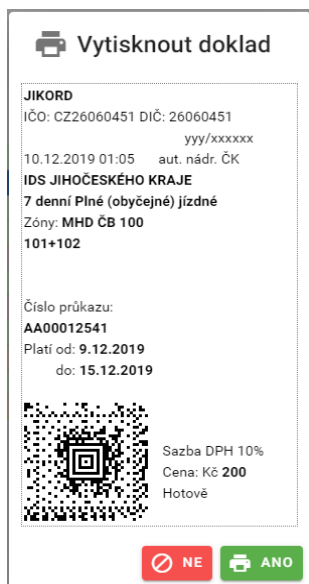 Vytisknout doklad
JIKORD
IČO: CZ26060451 DIČ: 26060451
yyy/xxxxxx
10.12.2019 01:05 aut. nádr. ČK
IDS JIHOČESKÉHO KRAJE
7 denní Plné (obyčejné) jízdné
Zóny: MHD ČB 100
101+102
Číslo průkazu:
AA00012541
Platí od: 9.12.2019
do: 15.12.2019
Sazba DPH 10%
Cena: Kč 200
Hotově
NE
ANO